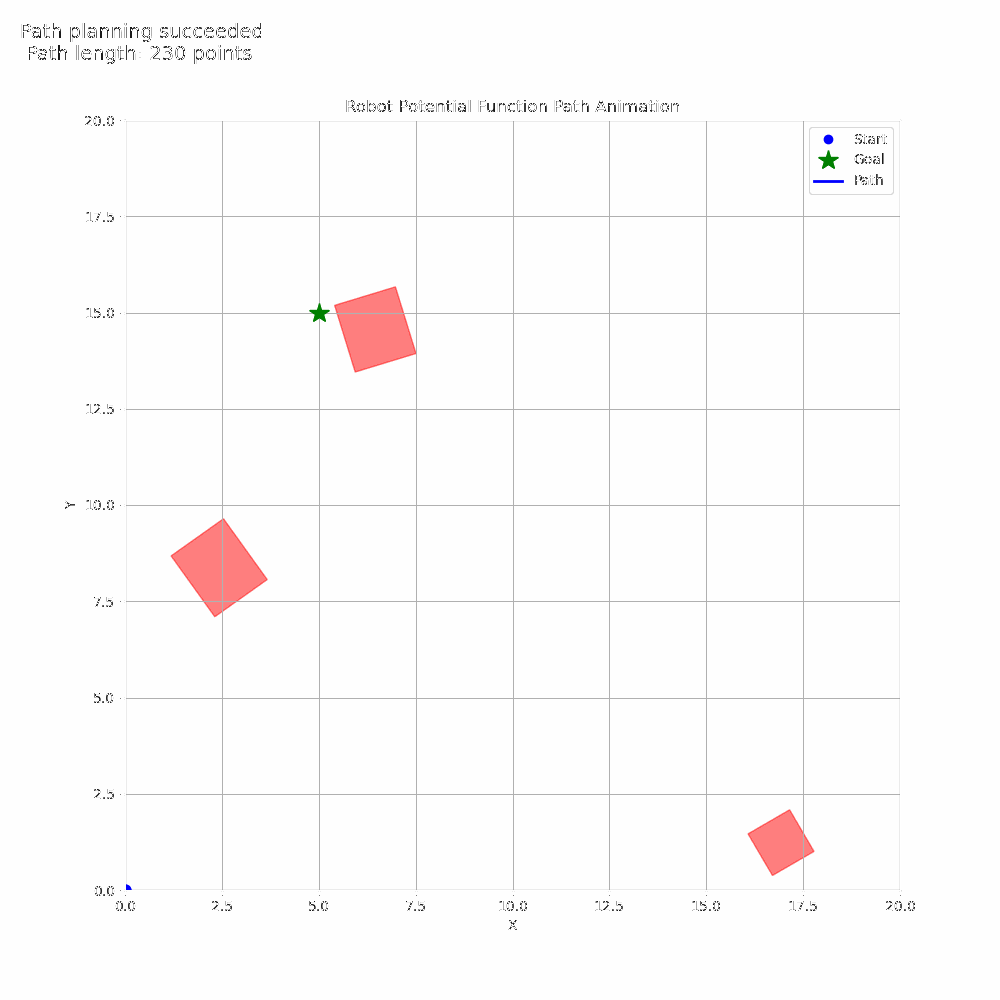 Path planning succeeded
Path length: 230 points
Robot Potential Function Path Animation
Start
Goal
Path
20.0
17.5
15.0
12.5
10.0
7.5
5.0
2.5
0.0
Y
0.0 2.5 5.0 7.5 10.0 12.5 15.0 17.5 20.0
X